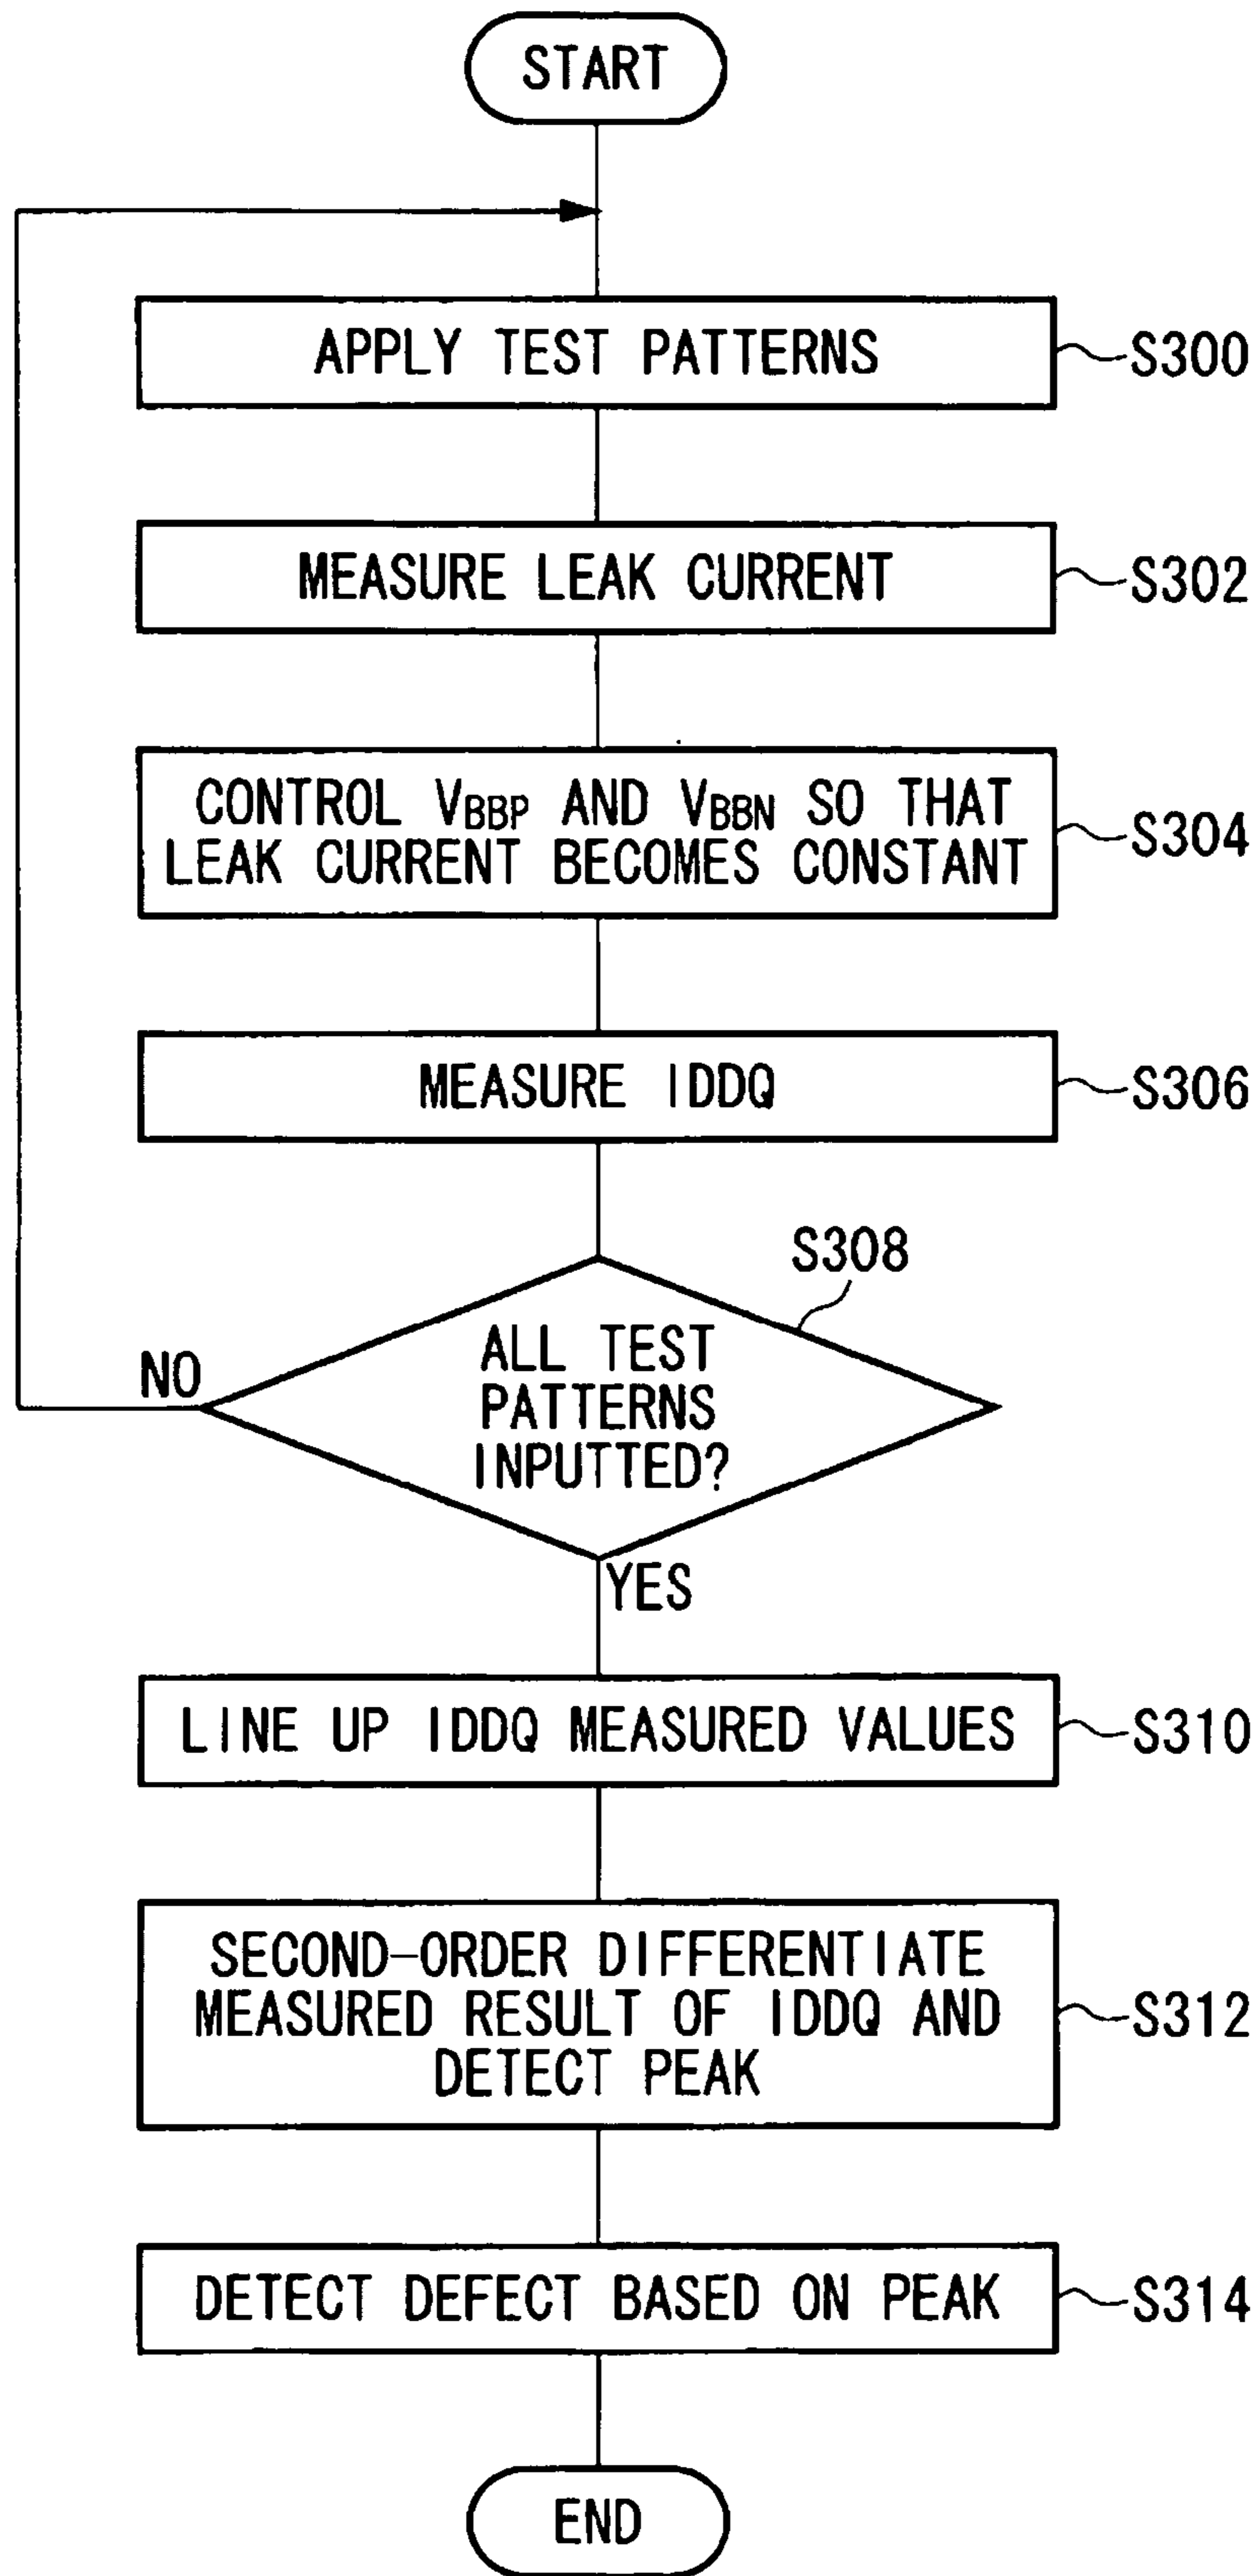 START
APPLY TEST PATTERNS
S300
MEASURE LEAK CURRENT
S302
CONTROL VBBP AND VBBN SO THAT
LEAK CURRENT BECOMES CONSTANT
S304
MEASURE IDDQ
S306
S308
ALL TEST
PATTERNS
INPUTTED?
NO
YES
LINE UP IDDQ MEASURED VALUES
S310
SECOND-ORDER DIFFERENTIATE
MEASURED RESULT OF IDDQ AND
DETECT PEAK
S312
DETECT DEFECT BASED ON PEAK
S314
END